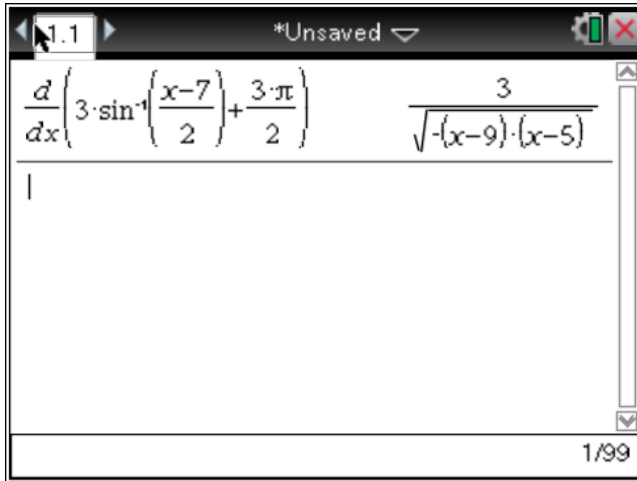 1.1 *Unsaved
d/dx(3·sin⁻¹((x−7)/2)+(3·π)/2) 3/√(-(x−9)·(x−5))
1/99